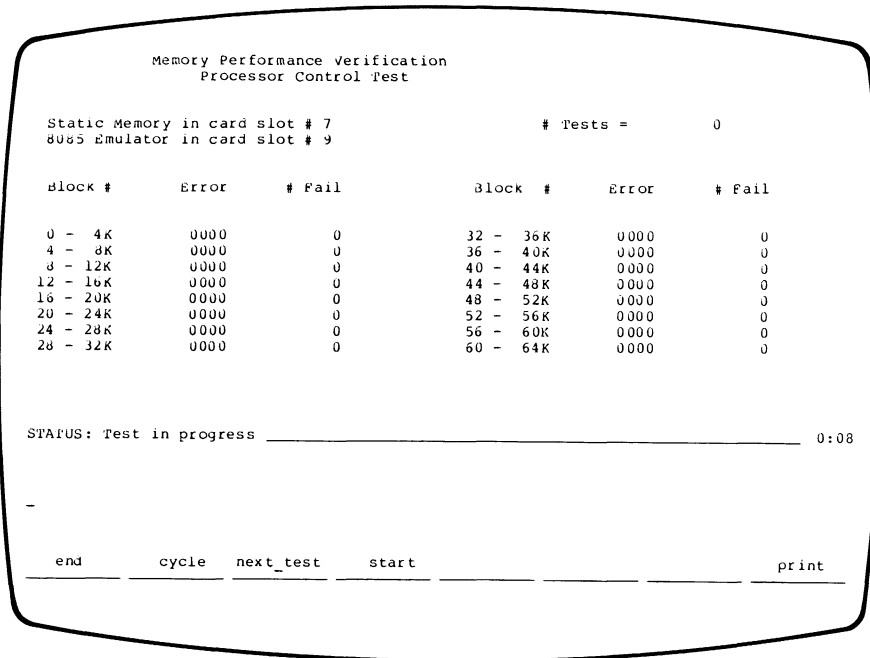 Memory Performance Verification
Processor Control Test
Static Memory in card slot # 7 # Tests = 0
8085 Emulator in card slot # 9
Block # Error # Fail Block # Error # Fail
0 - 4K 0000 0 32 - 36K 0000 0
4 - 8K 0000 0 36 - 40K 0000 0
8 - 12K 0000 0 40 - 44K 0000 0
12 - 16K 0000 0 44 - 48K 0000 0
16 - 20K 0000 0 48 - 52K 0000 0
20 - 24K 0000 0 52 - 56K 0000 0
24 - 28K 0000 0 56 - 60K 0000 0
28 - 32K 0000 0 60 - 64K 0000 0
STATUS: Test in progress 0:08
end cycle next_test start print